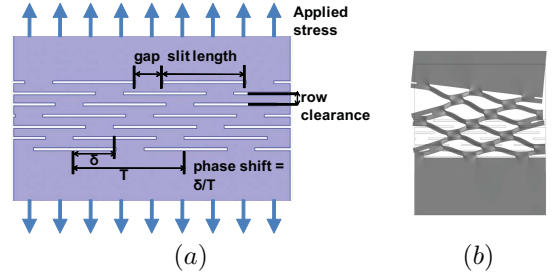 Applied
stress
gap slit length
row
clearance
δ
T
phase shift =
δ/T
(a)
(b)